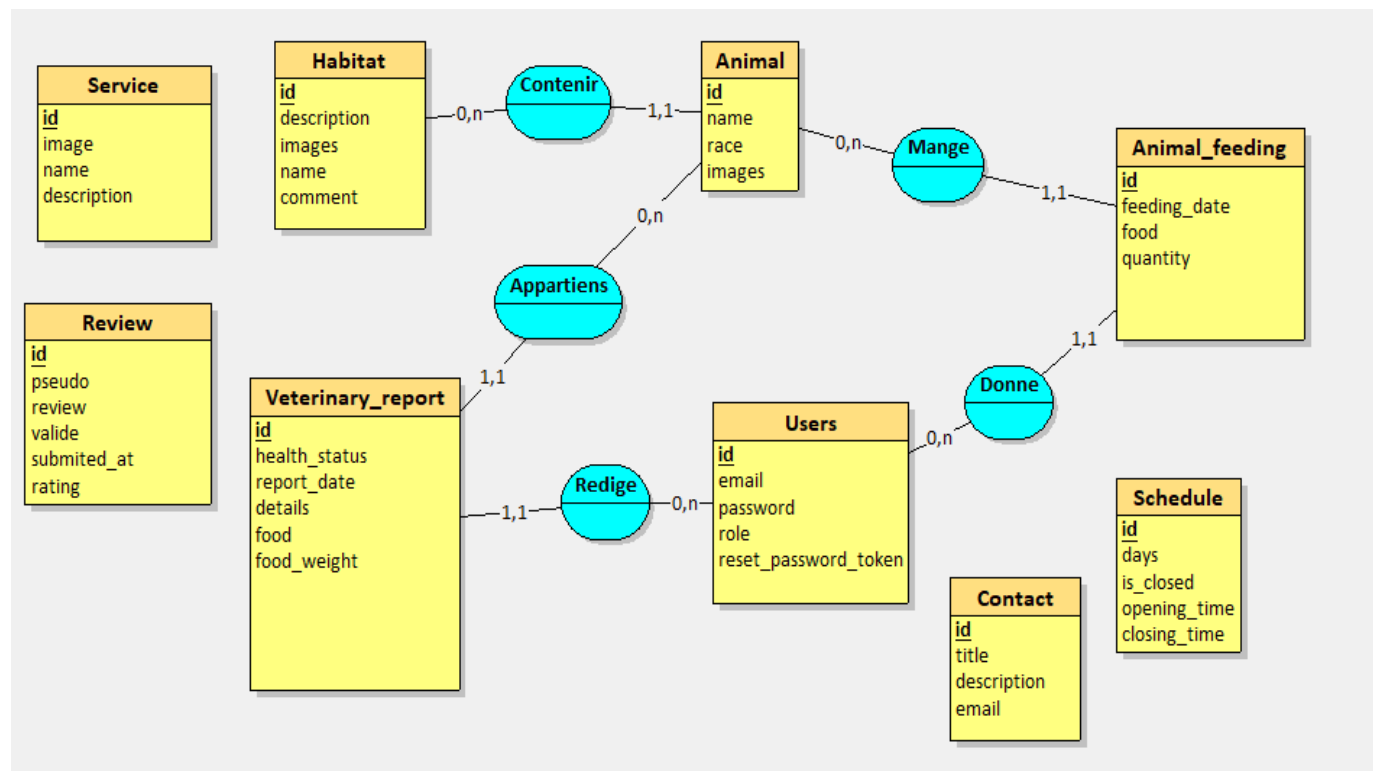 Service
id
image
name
description
Habitat
id
description
images
name
comment
0,n
Contenir
1,1
Animal
id
name
race
images
0,n
Mange
1,1
Animal_feeding
id
feeding_date
food
quantity
0,n
Appartiens
1,1
Review
id
pseudo
review
valide
submited_at
rating
Veterinary_report
id
health_status
report_date
details
food
food_weight
1,1
Redige
0,n
Users
id
email
password
role
reset_password_token
1,1
Donne
0,n
Contact
id
title
description
email
Schedule
id
days
is_closed
opening_time
closing_time